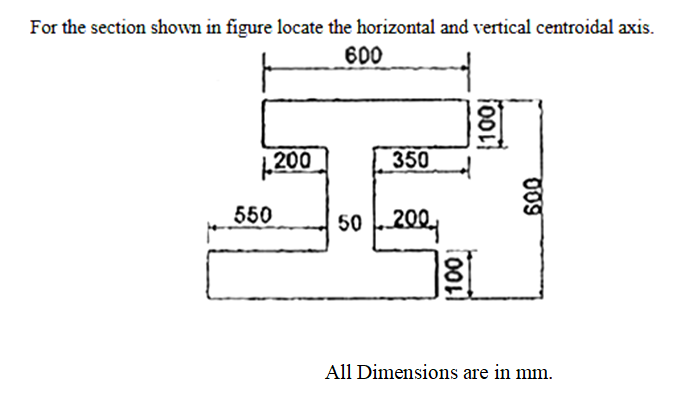 For the section shown in figure locate the horizontal and vertical centroidal axis.
600
100
200 350
600
550 50 200
100
All Dimensions are in mm.